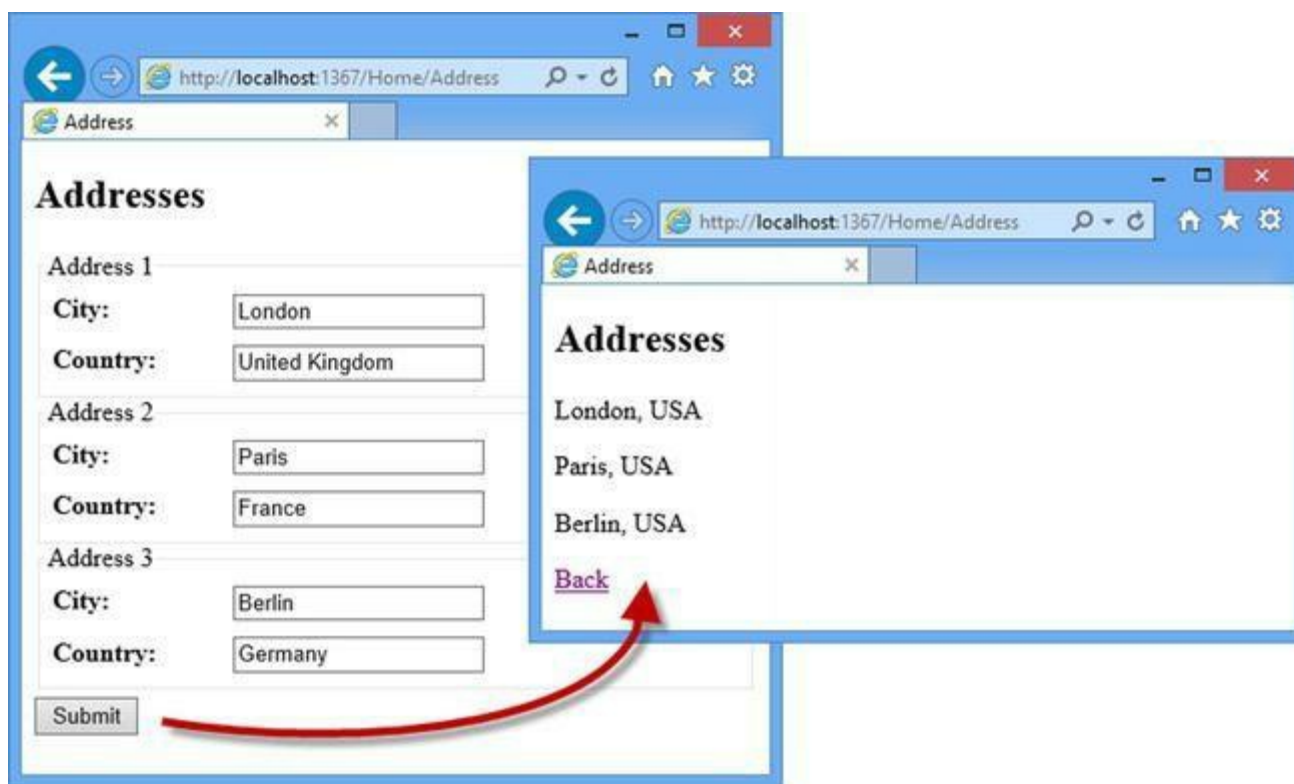 http://localhost:1367/Home/Address
Address
Addresses
Address 1
City: London
Country: United Kingdom
Address 2
City: Paris
Country: France
Address 3
City: Berlin
Country: Germany
Submit
http://localhost:1367/Home/Address
Address
Addresses
London, USA
Paris, USA
Berlin, USA
Back